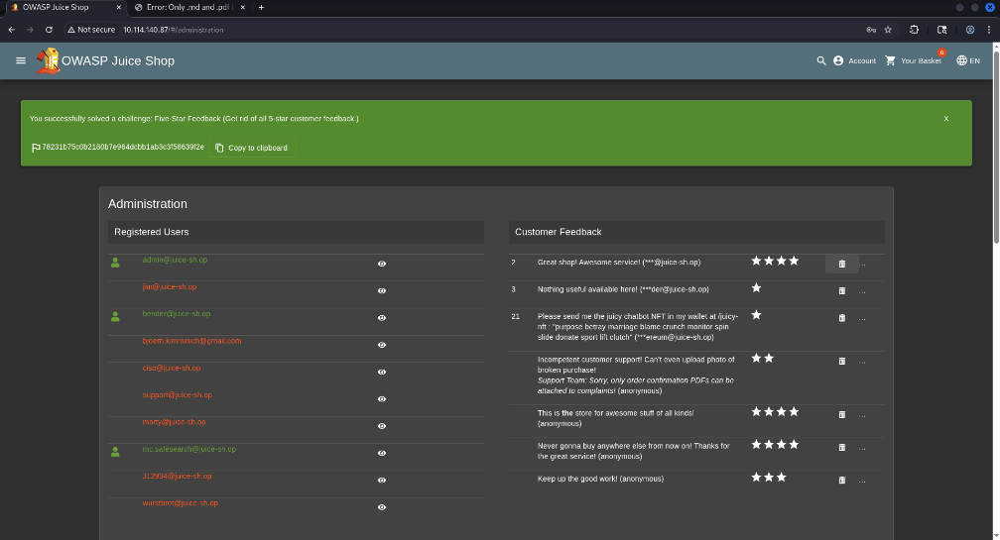 OWASP Juice Shop
Error: Only .md and .pdf
Not secure 10.114.140.87/#/administration
OWASP Juice Shop
Account
Your Basket
6
EN
You successfully solved a challenge: Five-Star Feedback (Get rid of all 5-star customer feedback.)
X
78231b75c0b2180b7e964dcbb1ab3c3f58639f2e
Copy to clipboard
Administration
Registered Users
admin@juice-sh.op
jim@juice-sh.op
bender@juice-sh.op
bjoern.kimminich@gmail.com
ciso@juice-sh.op
support@juice-sh.op
morty@juice-sh.op
mc.safesearch@juice-sh.op
J12934@juice-sh.op
wurstbrot@juice-sh.op
Customer Feedback
2 Great shop! Awesome service! (***@juice-sh.op) ...
3 Nothing useful available here! (***der@juice-sh.op) ...
21 Please send me the juicy chatbot NFT in my wallet at /juicy-
nft : "purpose betray marriage blame crunch monitor spin
slide donate sport lift clutch" (***ereum@juice-sh.op)
...
Incompetent customer support! Can't even upload photo of
broken purchase!
Support Team: Sorry, only order confirmation PDFs can be
attached to complaints! (anonymous)
...
This is the store for awesome stuff of all kinds!
(anonymous)
...
Never gonna buy anywhere else from now on! Thanks for
the great service! (anonymous)
...
Keep up the good work! (anonymous) ...